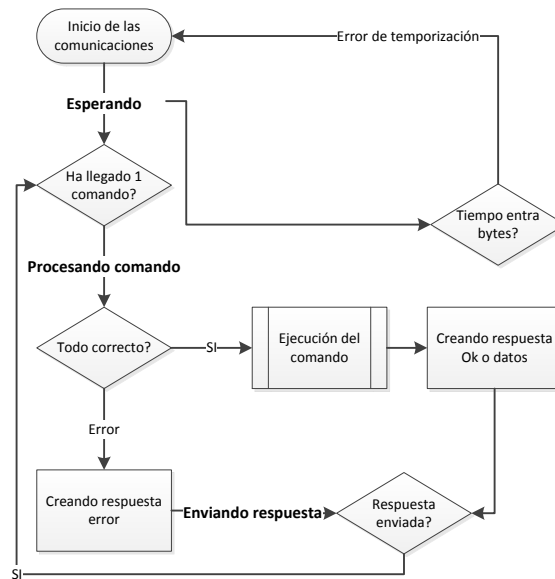 Inicio de las
comunicaciones
Error de temporización
Esperando
Ha llegado 1
comando?
Tiempo entra
bytes?
Procesando comando
Todo correcto?
SI
Ejecución del
comando
Creando respuesta
Ok o datos
Error
Creando respuesta
error
Enviando respuesta
Respuesta
enviada?
SI